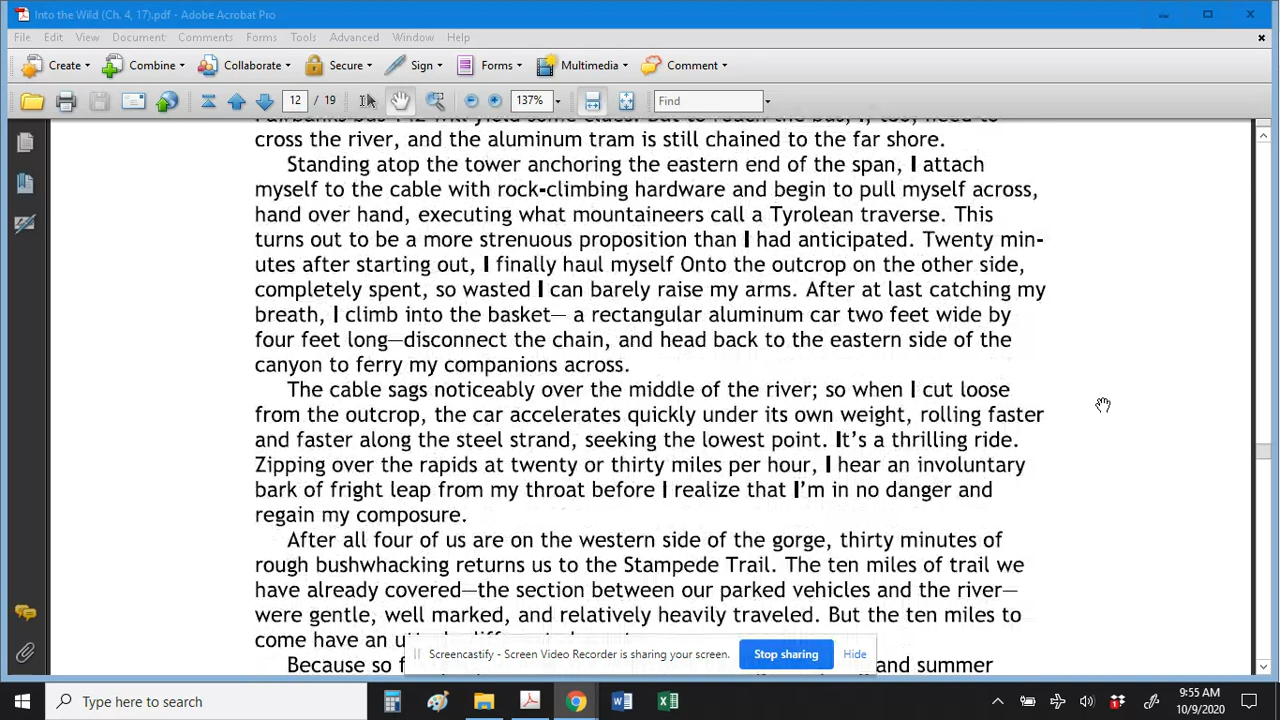 Into the Wild (Ch. 4, 17).pdf - Adobe Acrobat Pro
File Edit View Document Comments Forms Tools Advanced Window Help
Create Combine Collaborate Secure Sign Forms Multimedia Comment
12 / 19 137% Find
cross the river, and the aluminum tram is still chained to the far shore.
Standing atop the tower anchoring the eastern end of the span, I attach
myself to the cable with rock-climbing hardware and begin to pull myself across,
hand over hand, executing what mountaineers call a Tyrolean traverse. This
turns out to be a more strenuous proposition than I had anticipated. Twenty min-
utes after starting out, I finally haul myself Onto the outcrop on the other side,
completely spent, so wasted I can barely raise my arms. After at last catching my
breath, I climb into the basket— a rectangular aluminum car two feet wide by
four feet long—disconnect the chain, and head back to the eastern side of the
canyon to ferry my companions across.
The cable sags noticeably over the middle of the river; so when I cut loose
from the outcrop, the car accelerates quickly under its own weight, rolling faster
and faster along the steel strand, seeking the lowest point. It's a thrilling ride.
Zipping over the rapids at twenty or thirty miles per hour, I hear an involuntary
bark of fright leap from my throat before I realize that I'm in no danger and
regain my composure.
After all four of us are on the western side of the gorge, thirty minutes of
rough bushwhacking returns us to the Stampede Trail. The ten miles of trail we
have already covered—the section between our parked vehicles and the river—
were gentle, well marked, and relatively heavily traveled. But the ten miles to
come have an
Because so and summer
Screencastify - Screen Video Recorder is sharing your screen. Stop sharing Hide
Type here to search
9:55 AM
10/9/2020